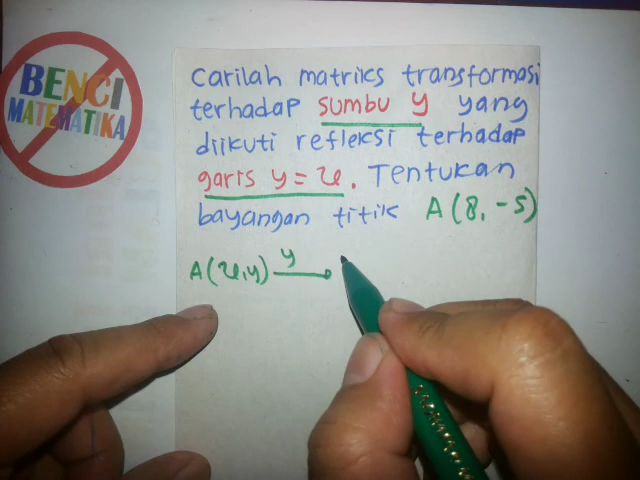 BENCI
MATEMATIKA
Carilah matriks transformasi
terhadap sumbu y yang
diikuti refleksi terhadap
garis y = x. Tentukan
bayangan titik A(8, -5)
A(x,y) y